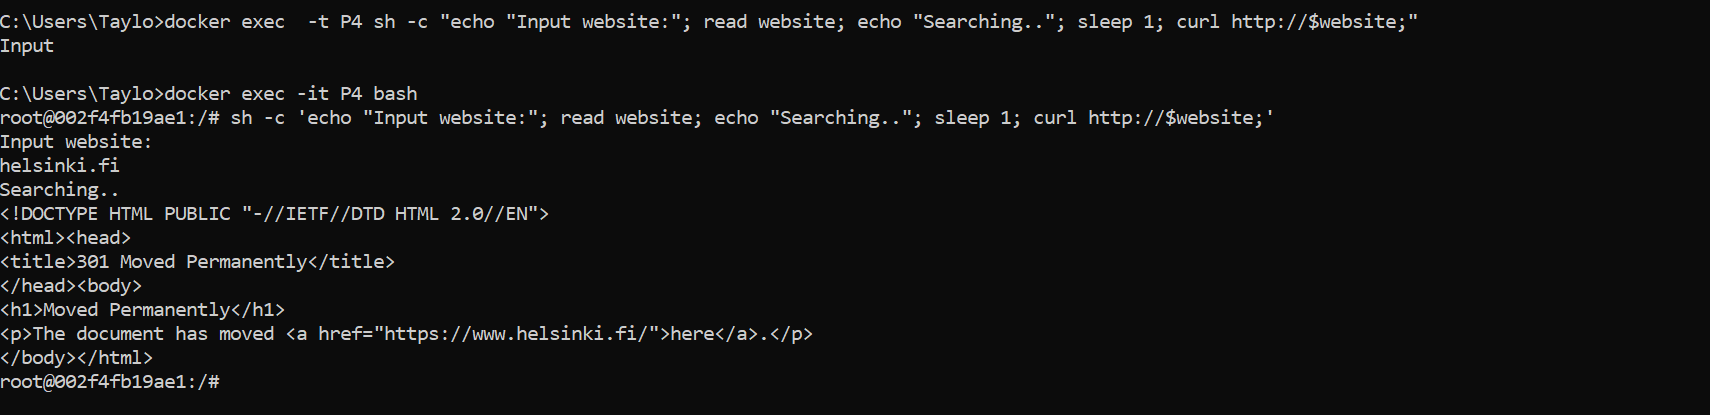 C:\Users\Taylo>docker exec  -t P4 sh -c "echo "Input website:"; read website; echo "Searching.."; sleep 1; curl http://$website;"
Input
C:\Users\Taylo>docker exec -it P4 bash
root@002f4fb19ae1:/# sh -c 'echo "Input website:"; read website; echo "Searching.."; sleep 1; curl http://$website;'
Input website:
helsinki.fi
Searching..
<!DOCTYPE HTML PUBLIC "-//IETF//DTD HTML 2.0//EN">
<html><head>
<title>301 Moved Permanently</title>
</head><body>
<h1>Moved Permanently</h1>
<p>The document has moved <a href="https://www.helsinki.fi/">here</a>.</p>
</body></html>
root@002f4fb19ae1:/#